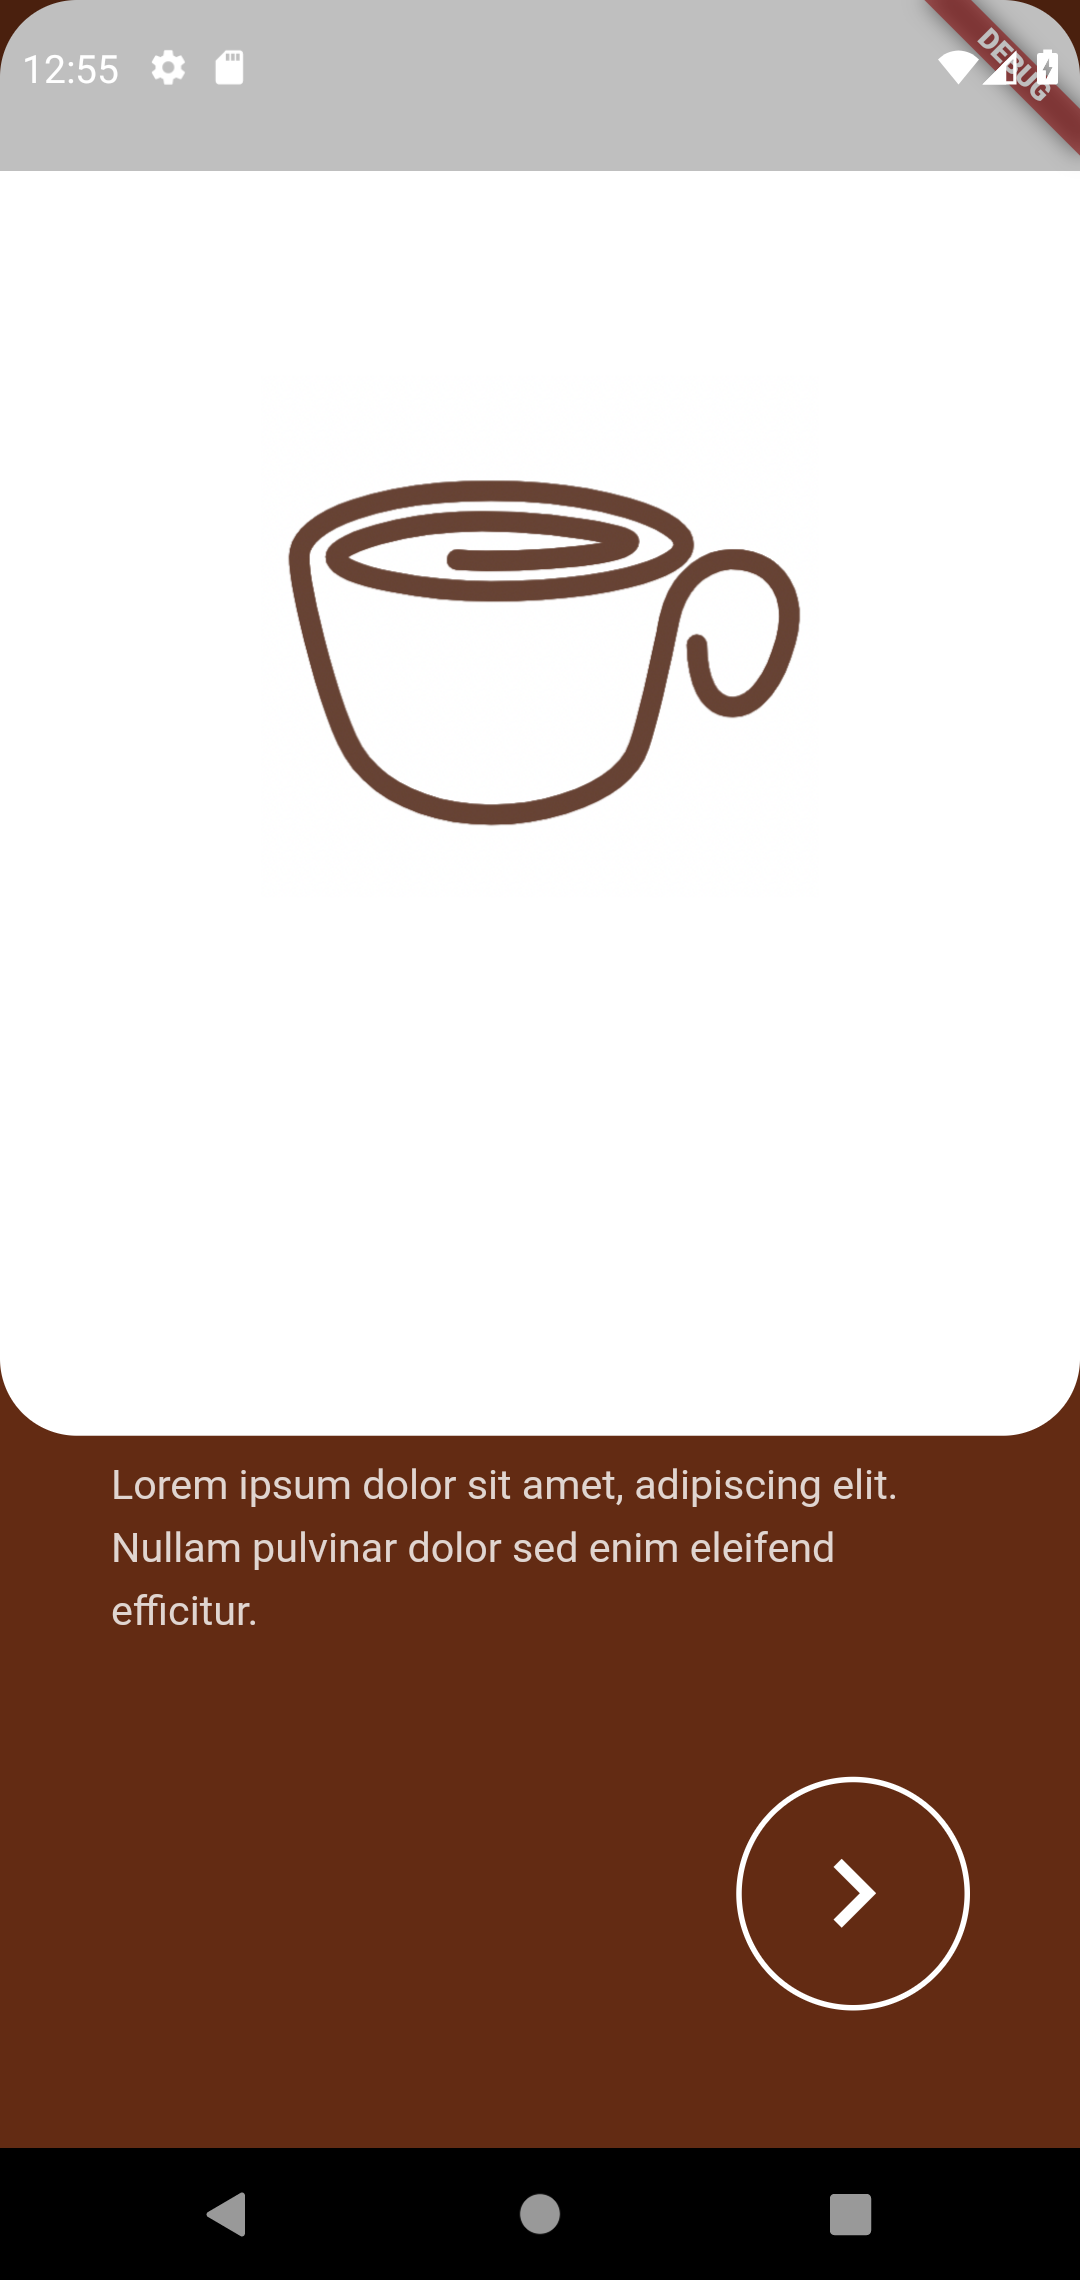 12:55
DEBUG
Lorem ipsum dolor sit amet, adipiscing elit.
Nullam pulvinar dolor sed enim eleifend
efficitur.